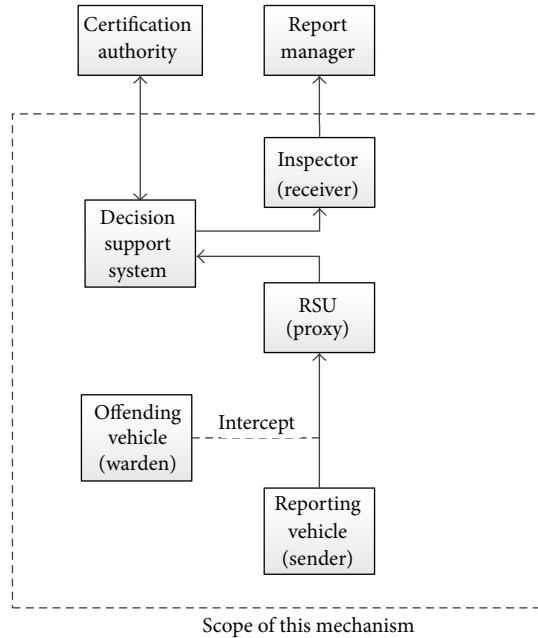 Certification
authority
Report
manager
Inspector
(receiver)
Decision
support
system
RSU
(proxy)
Offending
vehicle
(warden)
Intercept
Reporting
vehicle
(sender)
Scope of this mechanism